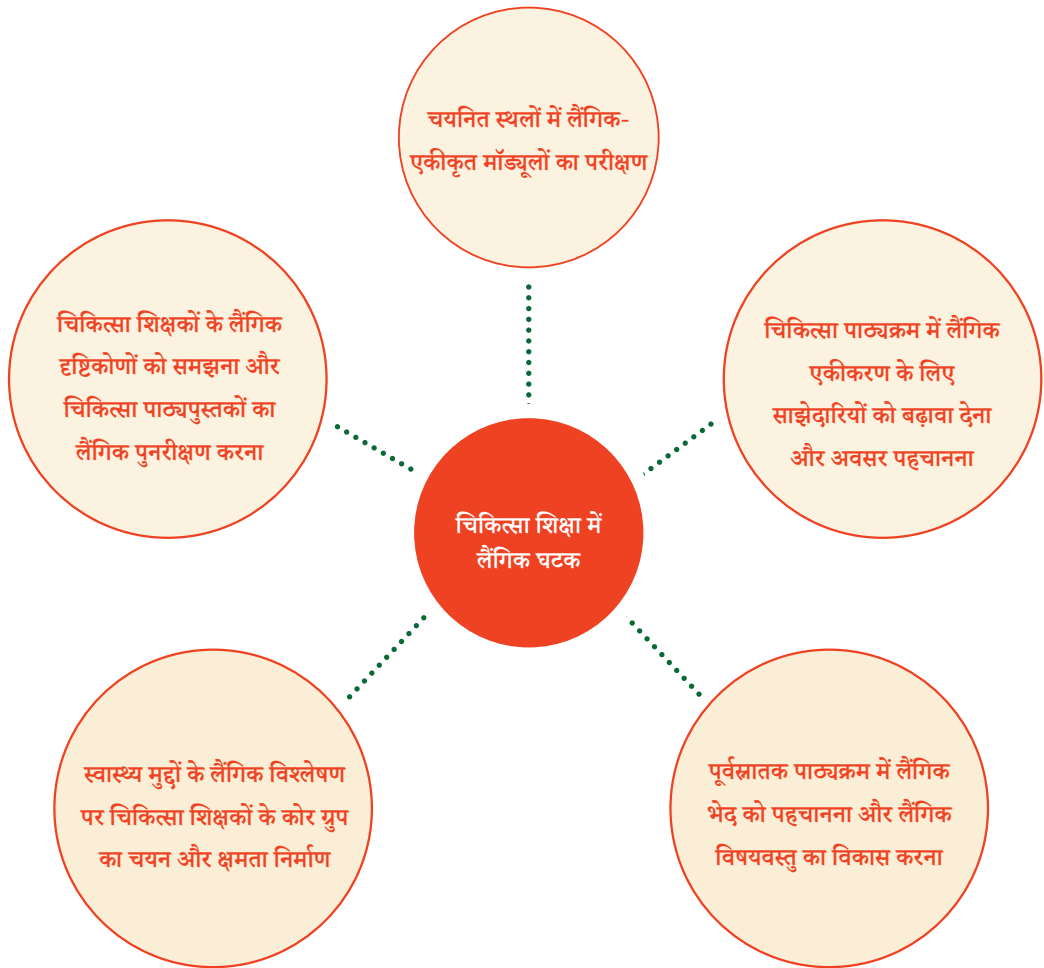 चयनित स्थलों में लैंगिक-
एकीकृत मॉड्यूलों का परीक्षण
चिकित्सा शिक्षकों के लैंगिक
दृष्टिकोणों को समझना और
चिकित्सा पाठ्यपुस्तकों का
लैंगिक पुनरीक्षण करना
चिकित्सा पाठ्यक्रम में लैंगिक
एकीकरण के लिए
साझेदारियों को बढ़ावा देना
और अवसर पहचानना
चिकित्सा शिक्षा में
लैंगिक घटक
स्वास्थ्य मुद्दों के लैंगिक विश्लेषण
पर चिकित्सा शिक्षकों के कोर ग्रुप
का चयन और क्षमता निर्माण
पूर्वस्नातक पाठ्यक्रम में लैंगिक
भेद को पहचानना और लैंगिक
विषयवस्तु का विकास करना